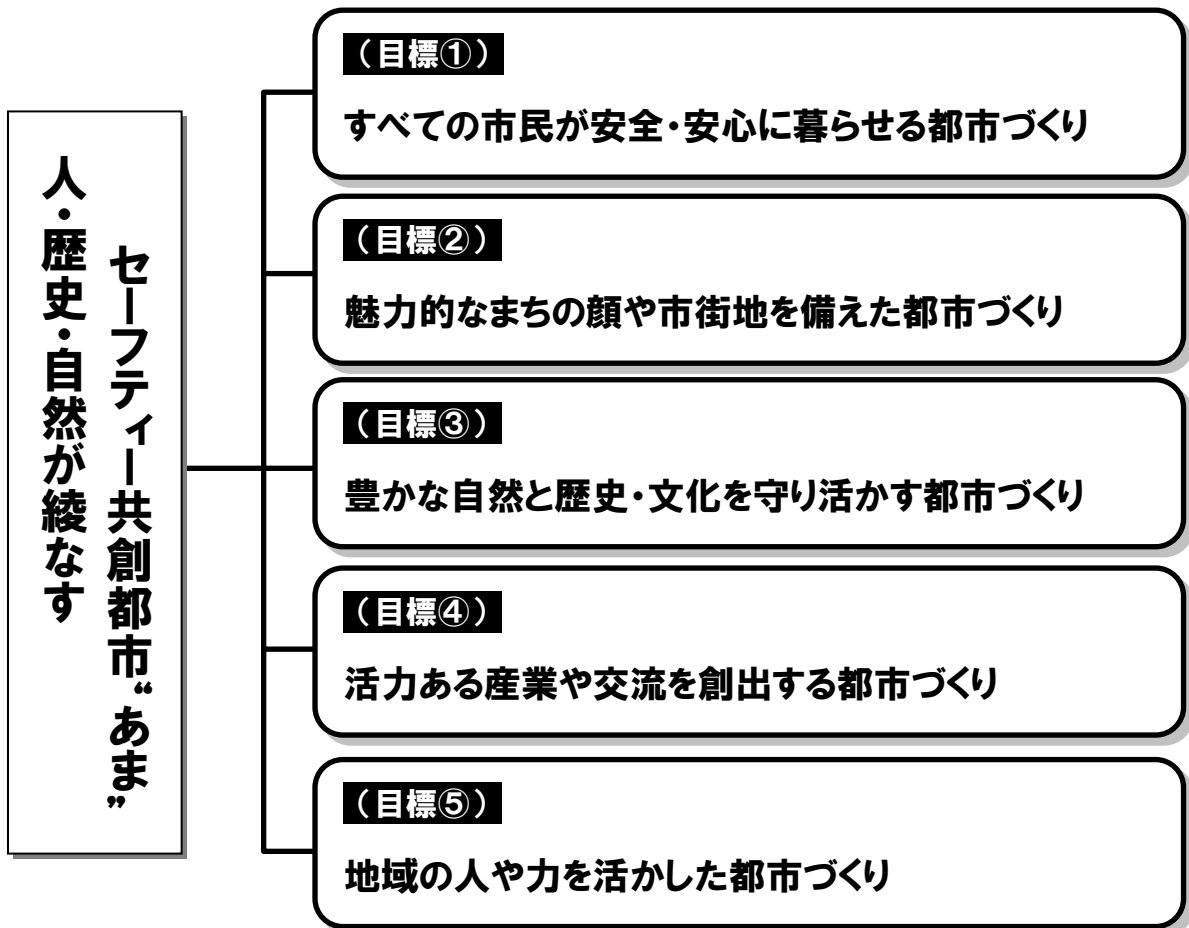 人・歴史・自然が綾なす
セーフティー共創都市“あま”
（目標①）
すべての市民が安全・安心に暮らせる都市づくり
（目標②）
魅力的なまちの顔や市街地を備えた都市づくり
（目標③）
豊かな自然と歴史・文化を守り活かす都市づくり
（目標④）
活力ある産業や交流を創出する都市づくり
（目標⑤）
地域の人や力を活かした都市づくり